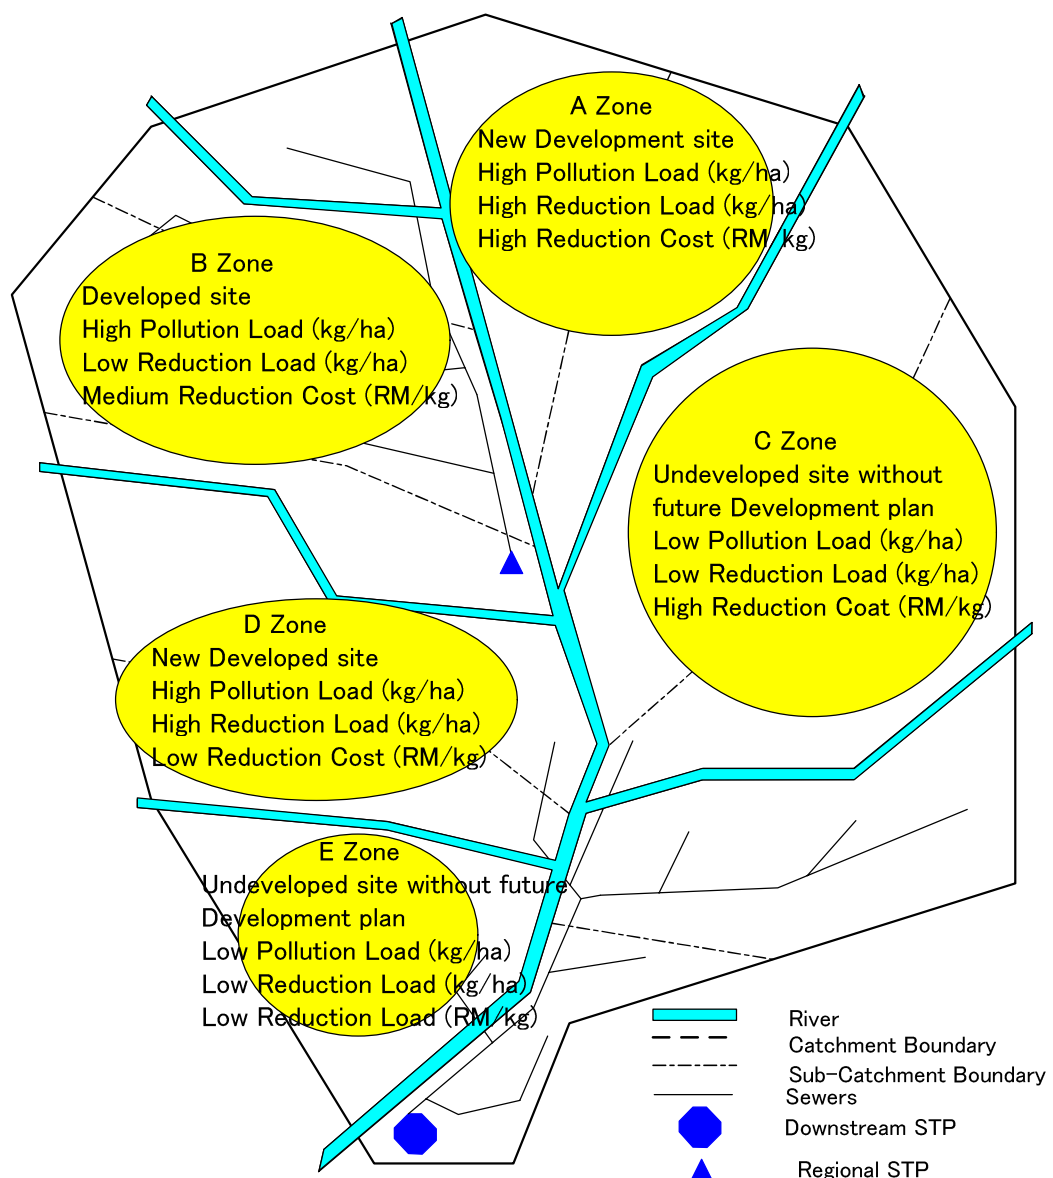 A Zone
New Development site
High Pollution Load (kg/ha)
High Reduction Load (kg/ha)
High Reduction Cost (RM/kg)
B Zone
Developed site
High Pollution Load (kg/ha)
Low Reduction Load (kg/ha)
Medium Reduction Cost (RM/kg)
C Zone
Undeveloped site without
future Development plan
Low Pollution Load (kg/ha)
Low Reduction Load (kg/ha)
High Reduction Coat (RM/kg)
D Zone
New Developed site
High Pollution Load (kg/ha)
High Reduction Load (kg/ha)
Low Reduction Cost (RM/kg)
E Zone
Undeveloped site without future
Development plan
Low Pollution Load (kg/ha)
Low Reduction Load (kg/ha)
Low Reduction Load (RM/kg)
River
Catchment Boundary
Sub-Catchment Boundary
Sewers
Downstream STP
Regional STP